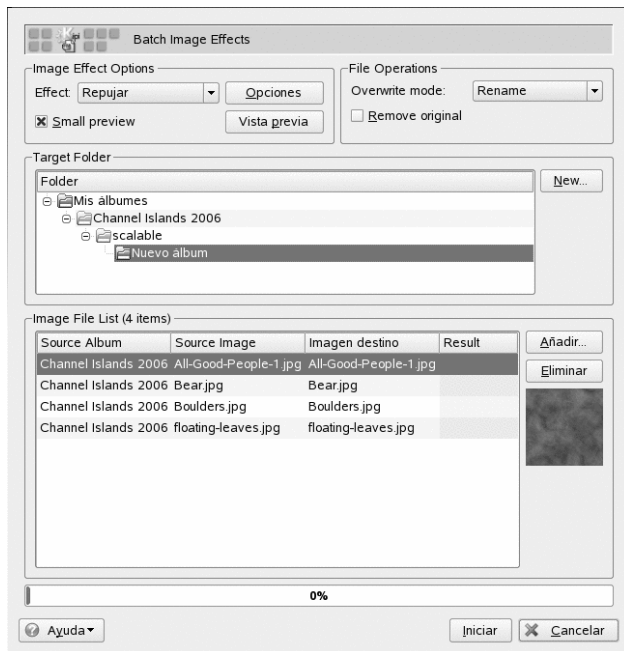 Batch Image Effects
Image Effect Options
Effect: Repujar
Opciones
Small preview
Vista previa
File Operations
Overwrite mode: Rename
Remove original
Target Folder
Folder
New...
Mis álbumes
Channel Islands 2006
scalable
Nuevo álbum
Image File List (4 items)
Source Album Source Image Imagen destino Result
Channel Islands 2006 All-Good-People-1.jpg All-Good-People-1.jpg
Channel Islands 2006 Bear.jpg Bear.jpg
Channel Islands 2006 Boulders.jpg Boulders.jpg
Channel Islands 2006 floating-leaves.jpg floating-leaves.jpg
Añadir...
Eliminar
0%
Ayuda
Iniciar
Cancelar